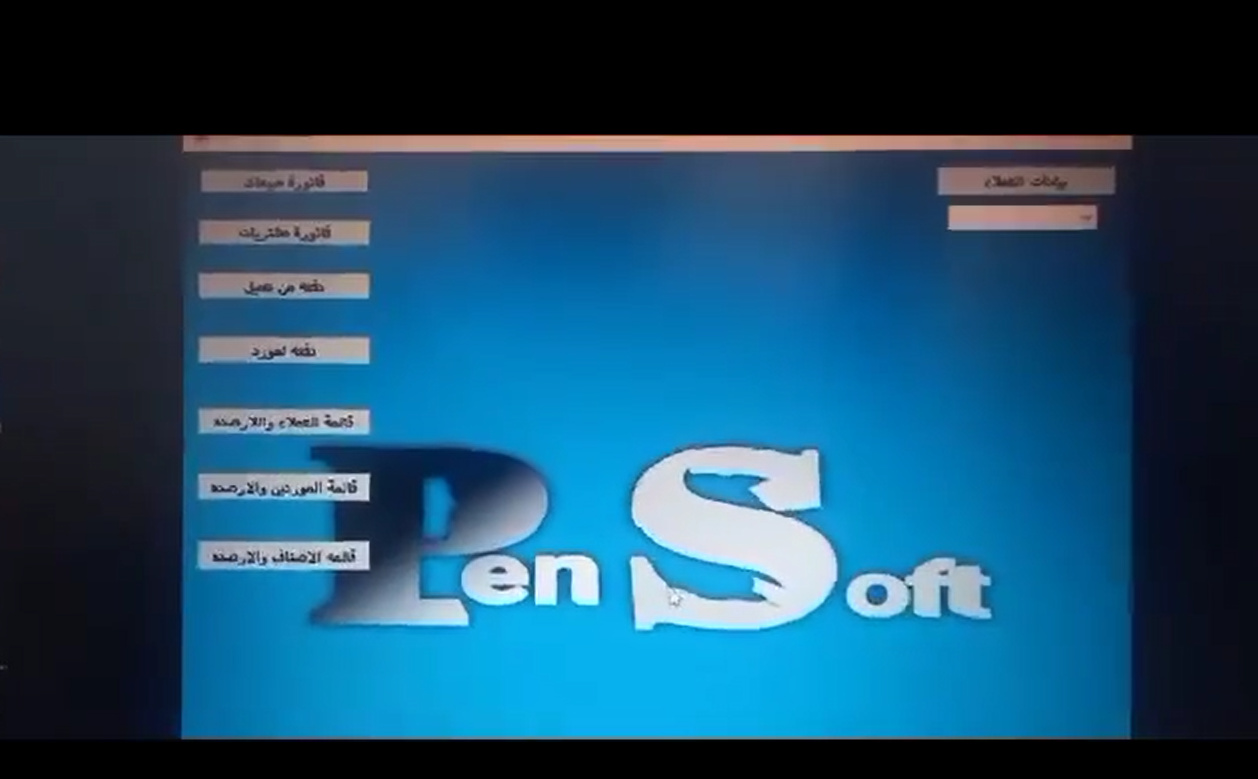 بيانات العملاء
فاتورة مبيعات
فاتورة مشتريات
دفعه من عميل
دفعه لمورد
قائمة العملاء والارصده
قائمة الموردين والارصده
قائمه الاصناف والارصده
Pen Soft